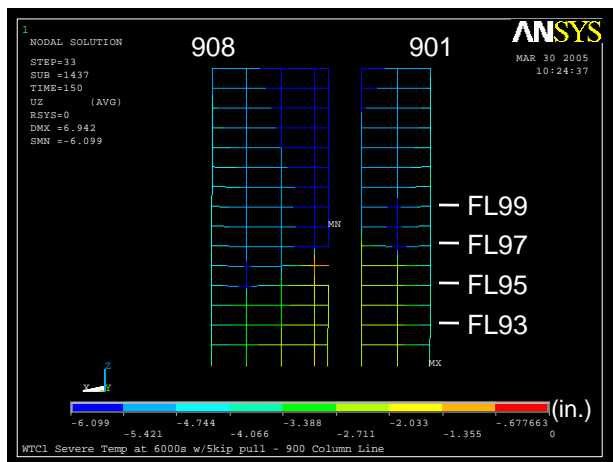 1
NODAL SOLUTION
STEP=33
SUB =1437
TIME=150
UZ (AVG)
RSYS=0
DMX =6.942
SMN =-6.099
908
901
ANSYS
MAR 30 2005
10:24:37
FL99
MN
FL97
FL95
FL93
MX
Z
X Y
(in.)
-6.099 -4.744 -3.388 -2.033 -.677663
-5.421 -4.066 -2.711 -1.355 0
WTC1 Severe Temp at 6000s w/5kip pull - 900 Column Line